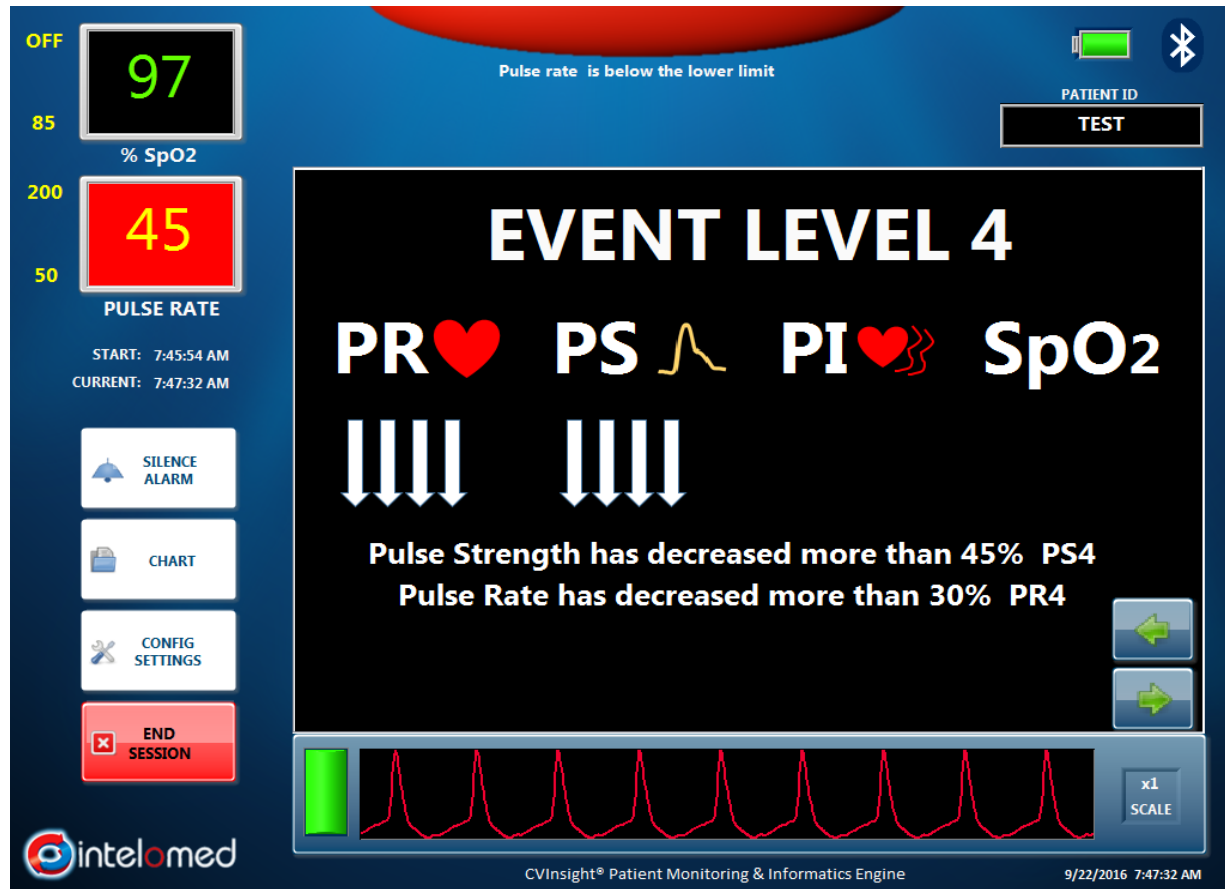 OFF
97
85
% SpO2
200
45
50
PULSE RATE
START: 7:45:54 AM
CURRENT: 7:47:32 AM
SILENCE
ALARM
CHART
CONFIG
SETTINGS
END
SESSION
intelomed
Pulse rate is below the lower limit
PATIENT ID
TEST
EVENT LEVEL 4
PR PS PI SpO2
Pulse Strength has decreased more than 45% PS4
Pulse Rate has decreased more than 30% PR4
x1
SCALE
CVInsight® Patient Monitoring & Informatics Engine
9/22/2016 7:47:32 AM